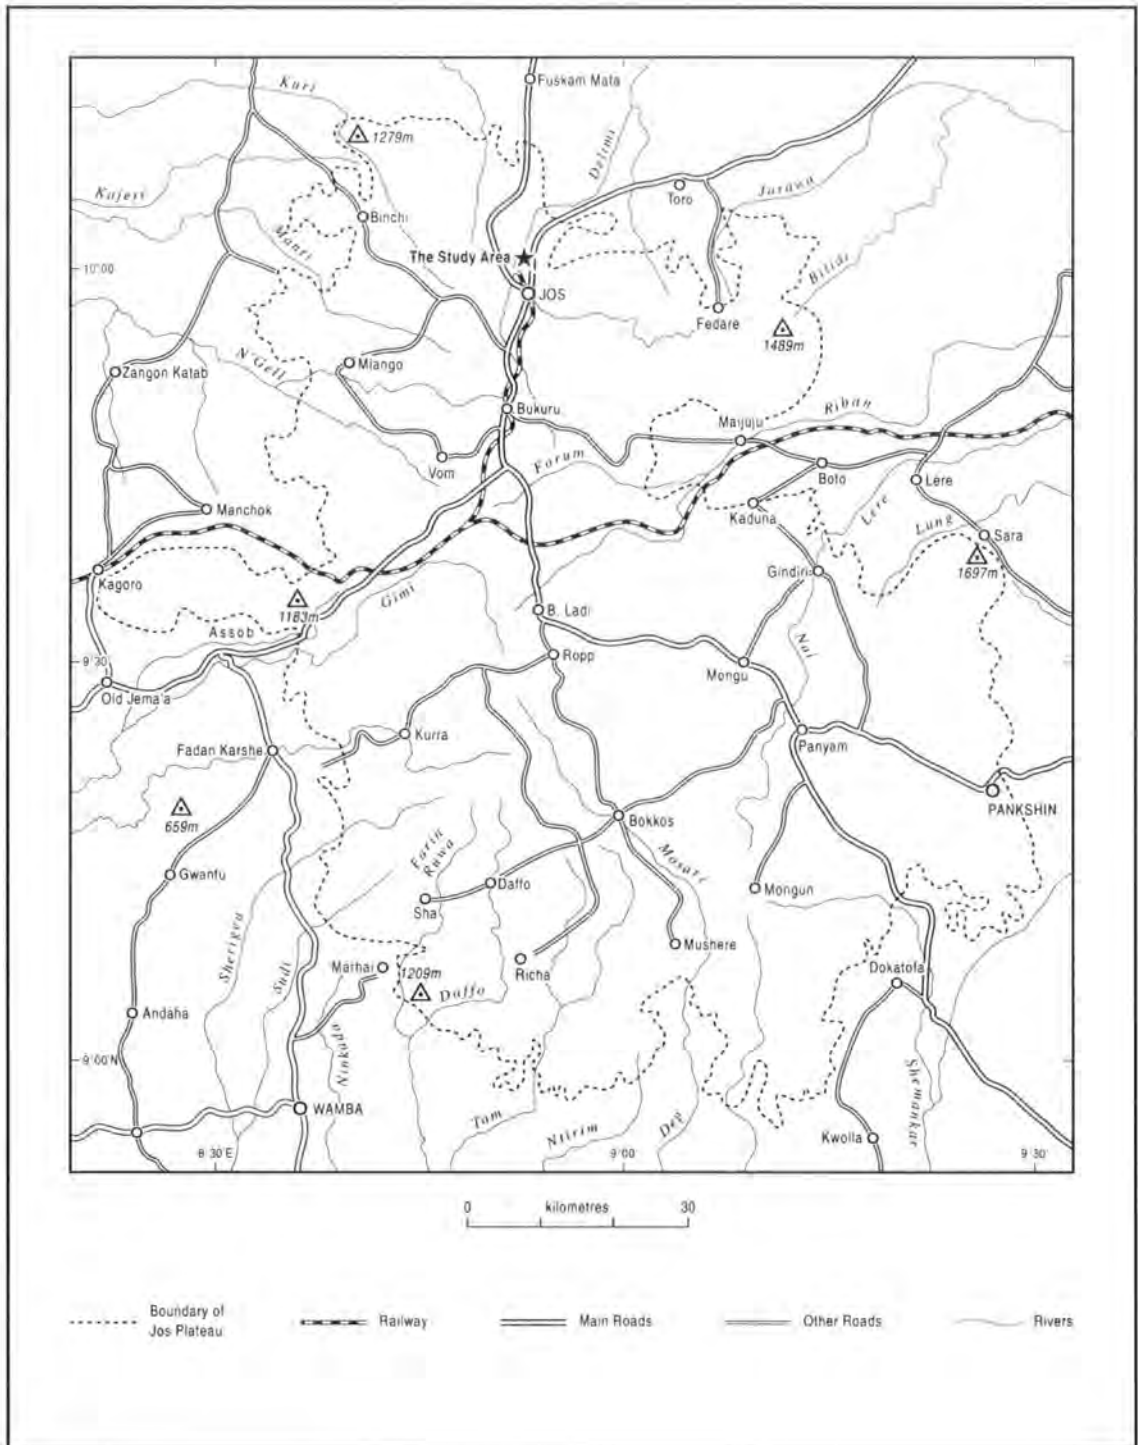 Kuri
Fuskam Mata
1279m
Delimi
Toro
Jarawa
Kajeri
Binchi
Manri
The Study Area
10°00
Bilidi
JOS
Fedare
1489m
N'Gell
Miango
Zangon Katab
Riban
Bukuru
Maijuju
Forum
Vom
Boto
Lere
Kaduna
Manchok
Lere
Lung
Sara
1697m
Kagoro
Gindiri
Gimi
1183m
B. Ladi
Assob
Nai
9°30
Ropp
Mongu
Old Jema'a
Kurra
Panyam
Fadan Karshe
PANKSHIN
659m
Bokkos
Farin
Ruwa
Mosari
Gwanfu
Daffo
Mongun
Sha
Mushere
Sherigva
Marhai
1209m
Richa
Dokatofa
Sudi
Daffo
Andaha
Ninkada
9°00'N
Shemankar
WAMBA
Tom
Ntirim
Dep
Kwolla
8°30'E
9°00
9°30'
0 kilometres 30
Boundary of
Jos Plateau
Railway
Main Roads
Other Roads
Rivers